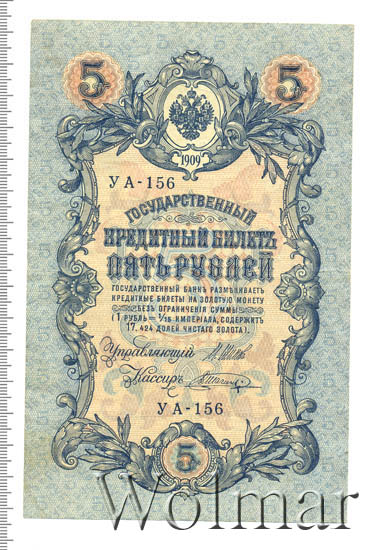 5 5
1909
УА-156
ГОСУДАРСТВЕННЫЙ
КРЕДИТНЫЙ БИЛЕТЪ
ПЯТЬ РУБЛЕЙ
ГОСУДАРСТВЕННЫЙ БАНКЪ РАЗМѢНИВАЕТЪ
КРЕДИТНЫЕ БИЛЕТЫ НА ЗОЛОТУЮ МОНЕТУ
БЕЗЪ ОГРАНИЧЕНІЯ СУММЫ
(1 РУБЛЬ = 1/15 ИМПЕРІАЛА, СОДЕРЖИТЪ
17,424 ДОЛЕЙ ЧИСТАГО ЗОЛОТА).
Управляющій
Кассиръ
УА-156
5
Wolmar